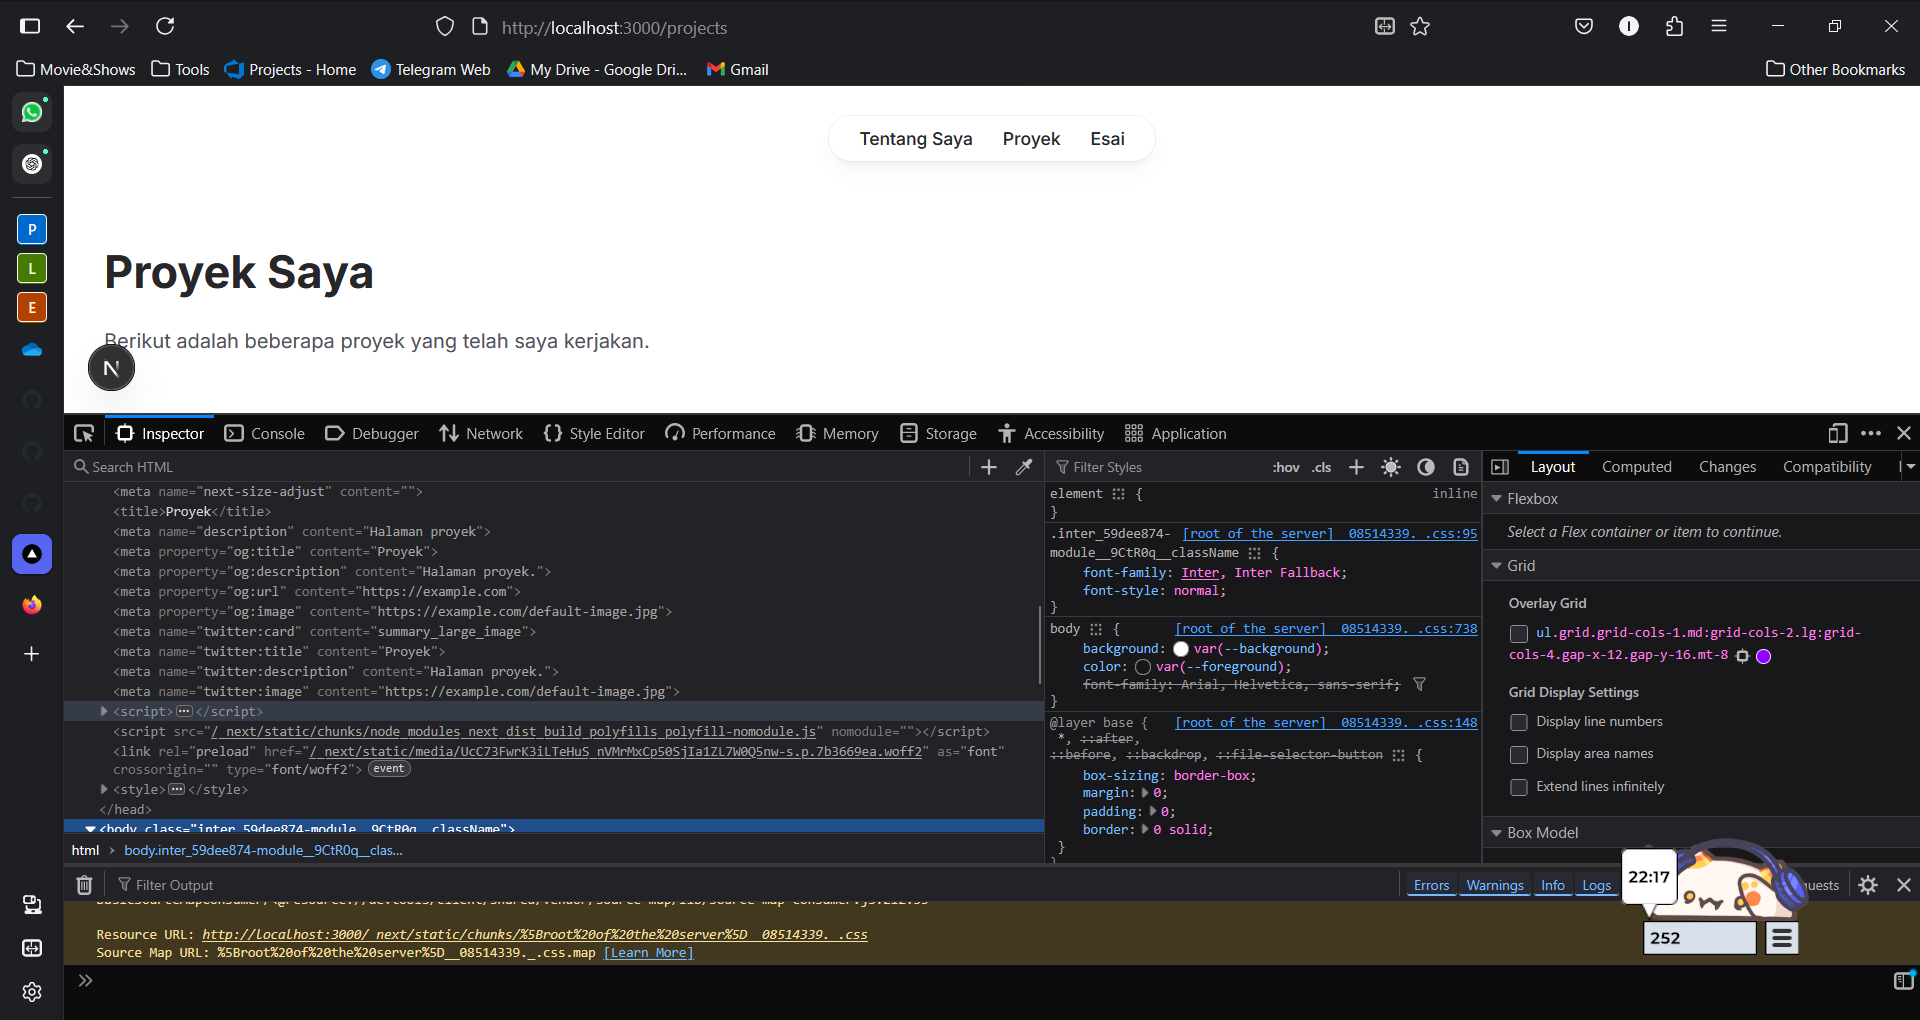 http://localhost:3000/projects
Movie&Shows Tools Projects - Home Telegram Web My Drive - Google Dri... Gmail Other Bookmarks
Tentang Saya Proyek Esai
P
L
E
Proyek Saya
Berikut adalah beberapa proyek yang telah saya kerjakan.
N
Inspector Console Debugger Network Style Editor Performance Memory Storage Accessibility Application
Search HTML
<meta name="next-size-adjust" content="">
<title>Proyek</title>
<meta name="description" content="Halaman proyek">
<meta property="og:title" content="Proyek">
<meta property="og:description" content="Halaman proyek.">
<meta property="og:url" content="https://example.com">
<meta property="og:image" content="https://example.com/default-image.jpg">
<meta name="twitter:card" content="summary_large_image">
<meta name="twitter:title" content="Proyek">
<meta name="twitter:description" content="Halaman proyek.">
<meta name="twitter:image" content="https://example.com/default-image.jpg">
<script>···</script>
<script src="/_next/static/chunks/node_modules_next_dist_build_polyfills_polyfill-nomodule.js" nomodule=""></script>
<link rel="preload" href="/_next/static/media/UcC73FwrK3iLTeHuS_nVMrMxCp50SjIa1ZL7W0Q5nw-s.p.7b3669ea.woff2" as="font"
crossorigin="" type="font/woff2"> event
<style>···</style>
</head>
<body class="inter_59dee874-module__9CtR0q__className">
html › body.inter_59dee874-module__9CtR0q__clas...
Filter Styles :hov .cls
element { inline
}
.inter_59dee874- [root of the server]__08514339._.css:95
module__9CtR0q__className {
font-family: Inter, Inter Fallback;
font-style: normal;
}
body { [root of the server]__08514339._.css:738
background: var(--background);
color: var(--foreground);
font-family: Arial, Helvetica, sans-serif;
}
@layer base { [root of the server]__08514339._.css:148
*, ::after,
::before, ::backdrop, ::file-selector-button {
box-sizing: border-box;
margin: 0;
padding: 0;
border: 0 solid;
}
Layout Computed Changes Compatibility
Flexbox
Select a Flex container or item to continue.
Grid
Overlay Grid
ul.grid.grid-cols-1.md:grid-cols-2.lg:grid-
cols-4.gap-x-12.gap-y-16.mt-8
Grid Display Settings
Display line numbers
Display area names
Extend lines infinitely
Box Model
Filter Output
Errors Warnings Info Logs uests
22:17
252
Resource URL: http://localhost:3000/_next/static/chunks/%5Broot%20of%20the%20server%5D__08514339._.css
Source Map URL: %5Broot%20of%20the%20server%5D__08514339._.css.map [Learn More]